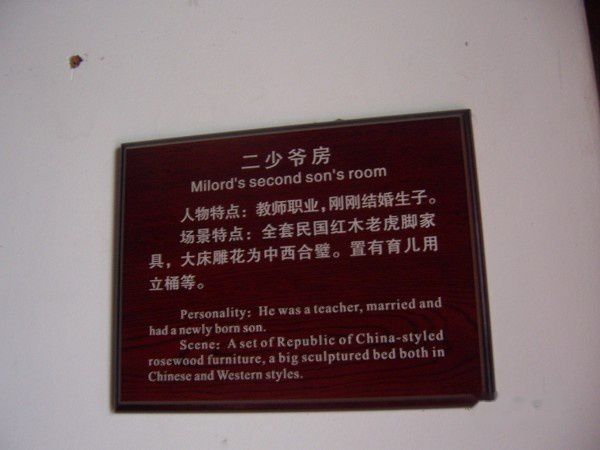 二少爷房
Milord's second son's room
人物特点：教师职业，刚刚结婚生子。
场景特点：全套民国红木老虎脚家
具，大床雕花为中西合璧。置有育儿用
立桶等。
Personality: He was a teacher, married and
had a newly born son.
Scene: A set of Republic of China-styled
rosewood furniture, a big sculptured bed both in
Chinese and Western styles.